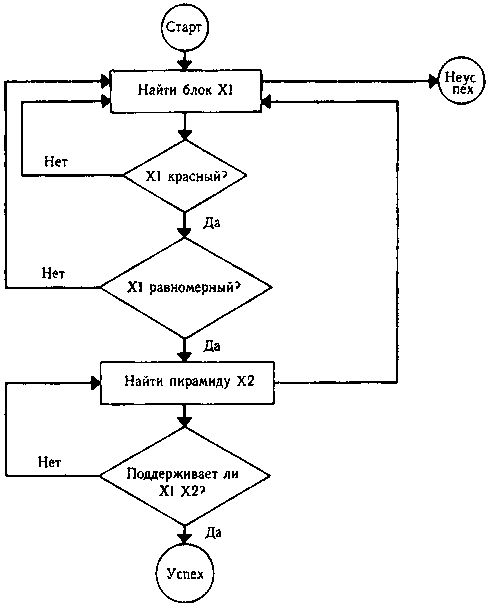 Старт
Найти блок X1
Неус
пех
Нет
X1 красный?
Да
Нет
X1 равномерный?
Да
Найти пирамиду X2
Нет
Поддерживает ли
X1 X2?
Да
Успех